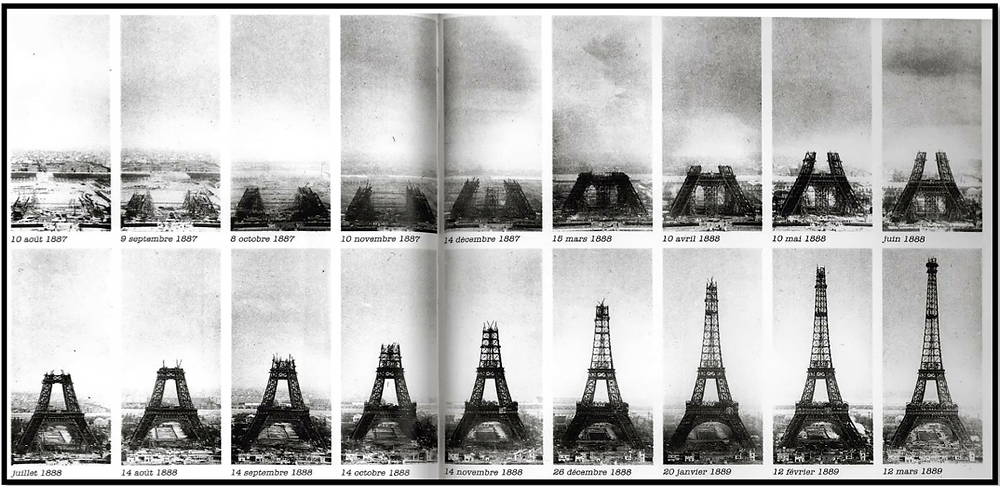 10 août 1887
9 septembre 1887
8 octobre 1887
10 novembre 1887
14 décembre 1887
15 mars 1888
10 avril 1888
10 mai 1888
juin 1888
juillet 1888
14 août 1888
14 septembre 1888
14 octobre 1888
14 novembre 1888
26 décembre 1888
20 janvier 1889
12 février 1889
12 mars 1889